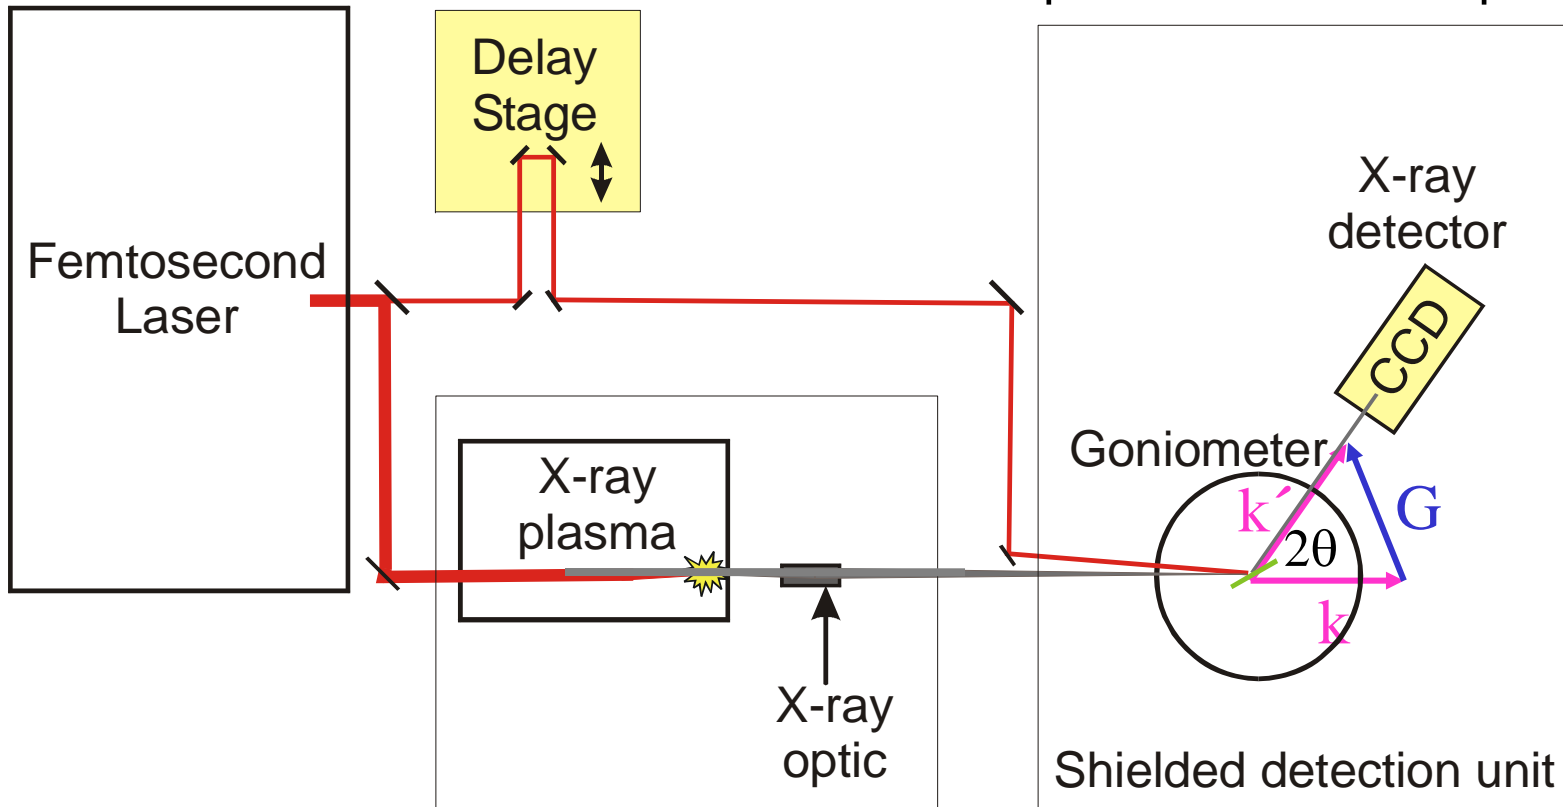 Delay
Stage
Femtosecond
Laser
X-ray
detector
CCD
Goniometer
k´
G
2θ
k
X-ray
plasma
X-ray
optic
Shielded detection unit